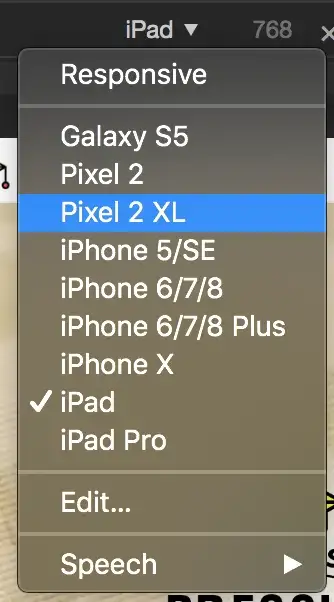 iPad ▼ 768 ×
Responsive
Galaxy S5
Pixel 2
Pixel 2 XL
iPhone 5/SE
iPhone 6/7/8
iPhone 6/7/8 Plus
iPhone X
✓ iPad
iPad Pro
Edit...
Speech ▶